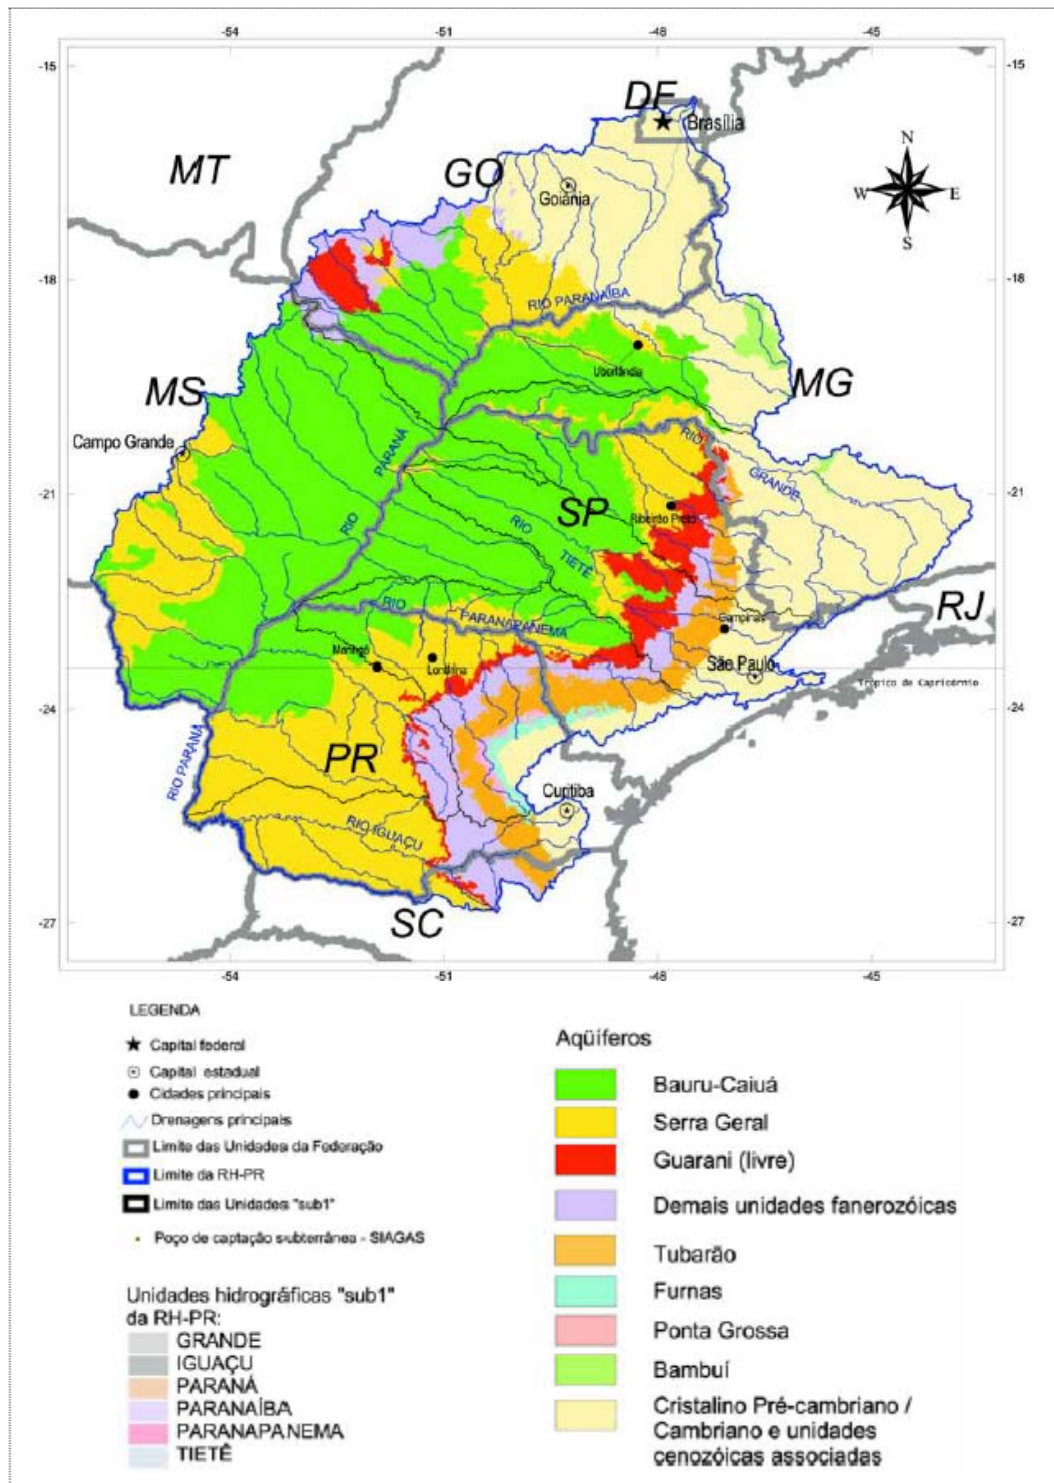 -54 -51 -48 -45
-15 -15
DF
Brasília
MT
GO
Goiânia
N
W E
S
-18 -18
RIO PARANAÍBA
Uberlândia
MS
MG
Campo Grande
PARANÁ
RIO
RIO
GRANDE
-21 -21
SP
Ribeirão Preto
RIO
TIETÊ
RJ
RIO
PARANAPANEMA
Campinas
Maringá
Londrina
São Paulo
Trópico de Capricórnio
-24 -24
RIO PARANÁ
PR
Curitiba
RIO IGUAÇU
SC
-27 -27
-54 -51 -48 -45
LEGENDA
Capital federal
Capital estadual
Cidades principais
Drenagens principais
Limite das Unidades da Federação
Limite da RH-PR
Limite das Unidades "sub1"
Poço de captação subterrânea - SIAGAS
Unidades hidrográficas "sub1"
da RH-PR:
GRANDE
IGUAÇU
PARANÁ
PARANAÍBA
PARANAPANEMA
TIETÊ
Aqüíferos
Bauru-Caiuá
Serra Geral
Guarani (livre)
Demais unidades fanerozóicas
Tubarão
Furnas
Ponta Grossa
Bambuí
Cristalino Pré-cambriano /
Cambriano e unidades
cenozóicas associadas